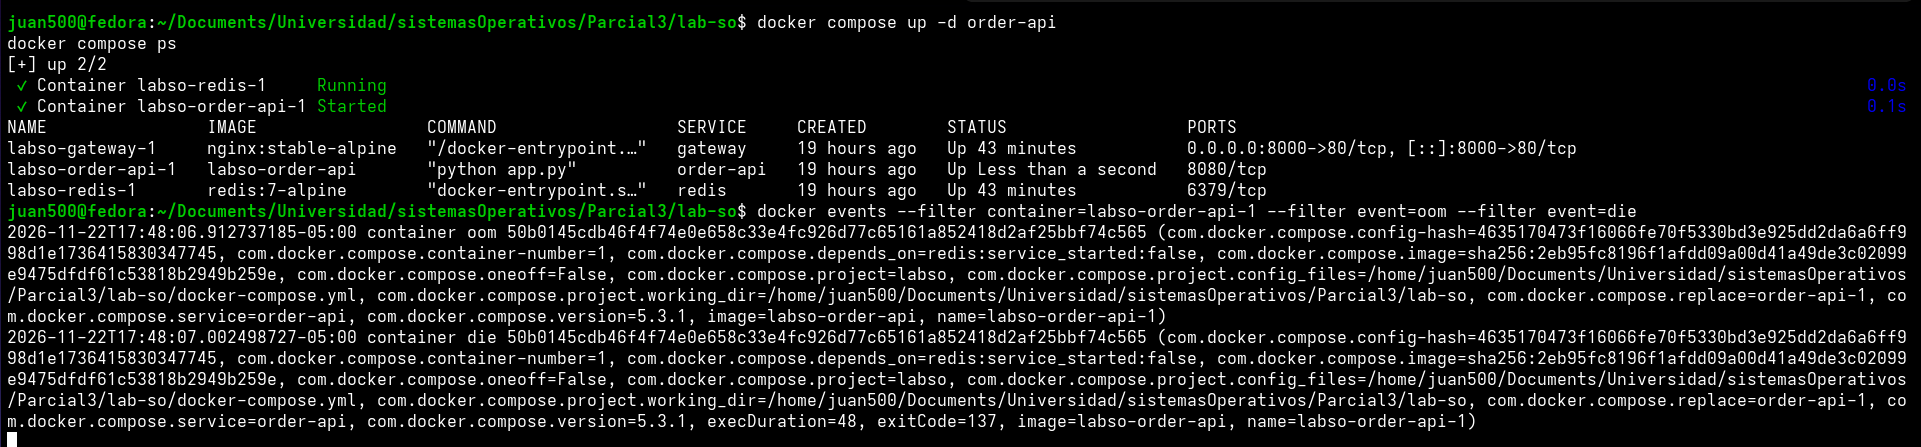 juan500@fedora:~/Documents/Universidad/sistemasOperativos/Parcial3/lab-so$ docker compose up -d order-api
docker compose ps
[+] up 2/2
✓ Container labso-redis-1     Running     0.0s
✓ Container labso-order-api-1 Started     0.1s
NAME                IMAGE                 COMMAND                  SERVICE     CREATED        STATUS                  PORTS
labso-gateway-1     nginx:stable-alpine   "/docker-entrypoint.…"   gateway     19 hours ago   Up 43 minutes           0.0.0.0:8000->80/tcp, [::]:8000->80/tcp
labso-order-api-1   labso-order-api       "python app.py"          order-api   19 hours ago   Up Less than a second   8080/tcp
labso-redis-1       redis:7-alpine        "docker-entrypoint.s…"   redis       19 hours ago   Up 43 minutes           6379/tcp
juan500@fedora:~/Documents/Universidad/sistemasOperativos/Parcial3/lab-so$ docker events --filter container=labso-order-api-1 --filter event=oom --filter event=die
2026-11-22T17:48:06.912737185-05:00 container oom 50b0145cdb46f4f74e0e658c33e4fc926d77c65161a852418d2af25bbf74c565 (com.docker.compose.config-hash=4635170473f16066fe70f5330bd3e925dd2da6a6ff9
98d1e1736415830347745, com.docker.compose.container-number=1, com.docker.compose.depends_on=redis:service_started:false, com.docker.compose.image=sha256:2eb95fc8196f1afdd09a00d41a49de3c02099
e9475dfdf61c53818b2949b259e, com.docker.compose.oneoff=False, com.docker.compose.project=labso, com.docker.compose.project.config_files=/home/juan500/Documents/Universidad/sistemasOperativos
/Parcial3/lab-so/docker-compose.yml, com.docker.compose.project.working_dir=/home/juan500/Documents/Universidad/sistemasOperativos/Parcial3/lab-so, com.docker.compose.replace=order-api-1, co
m.docker.compose.service=order-api, com.docker.compose.version=5.3.1, image=labso-order-api, name=labso-order-api-1)
2026-11-22T17:48:07.002498727-05:00 container die 50b0145cdb46f4f74e0e658c33e4fc926d77c65161a852418d2af25bbf74c565 (com.docker.compose.config-hash=4635170473f16066fe70f5330bd3e925dd2da6a6ff9
98d1e1736415830347745, com.docker.compose.container-number=1, com.docker.compose.depends_on=redis:service_started:false, com.docker.compose.image=sha256:2eb95fc8196f1afdd09a00d41a49de3c02099
e9475dfdf61c53818b2949b259e, com.docker.compose.oneoff=False, com.docker.compose.project=labso, com.docker.compose.project.config_files=/home/juan500/Documents/Universidad/sistemasOperativos
/Parcial3/lab-so/docker-compose.yml, com.docker.compose.project.working_dir=/home/juan500/Documents/Universidad/sistemasOperativos/Parcial3/lab-so, com.docker.compose.replace=order-api-1, co
m.docker.compose.service=order-api, com.docker.compose.version=5.3.1, execDuration=48, exitCode=137, image=labso-order-api, name=labso-order-api-1)